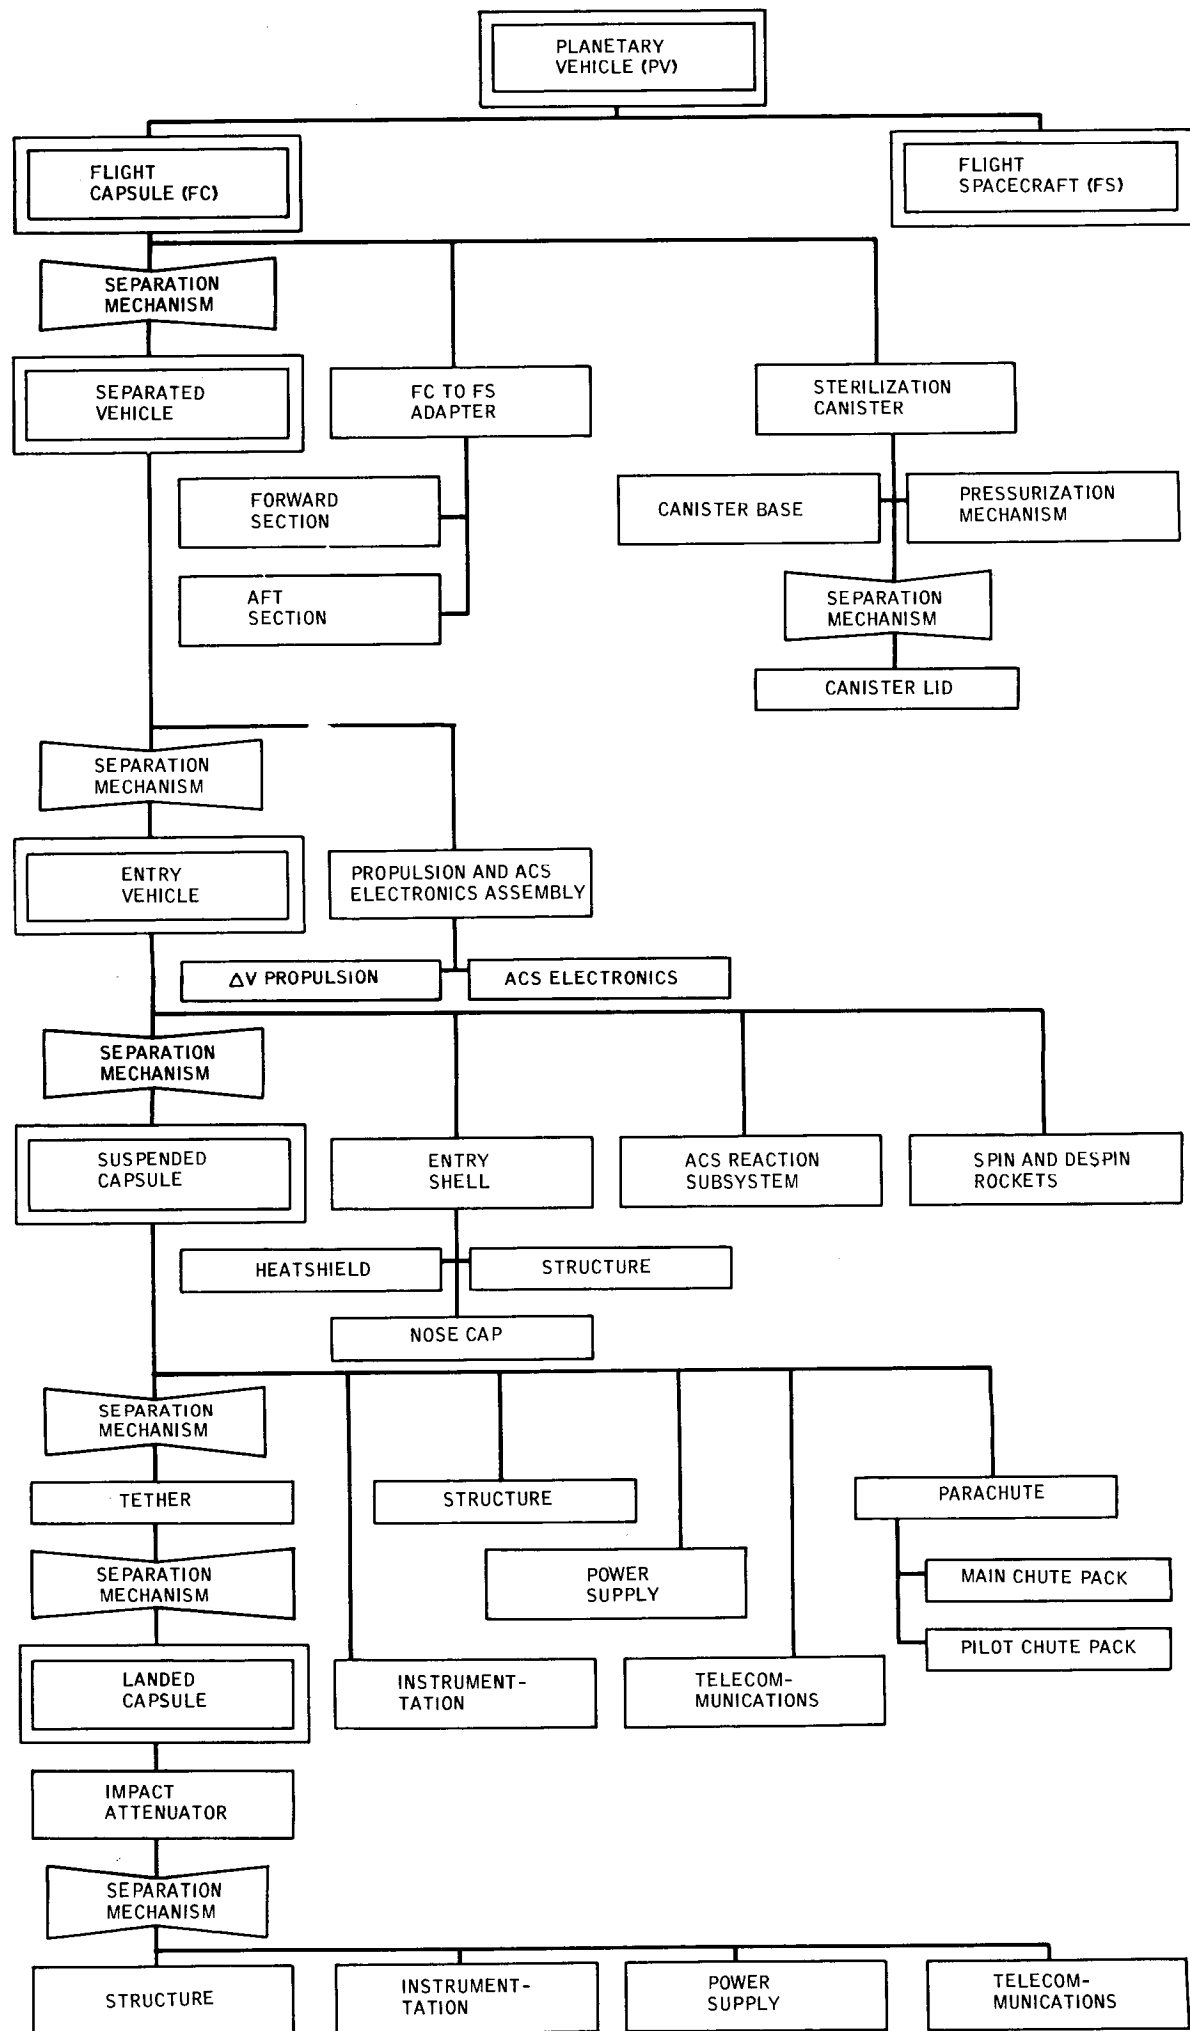 PLANETARY
VEHICLE (PV)
FLIGHT
CAPSULE (FC)
FLIGHT
SPACECRAFT (FS)
SEPARATION
MECHANISM
SEPARATED
VEHICLE
FC TO FS
ADAPTER
STERILIZATION
CANISTER
FORWARD
SECTION
CANISTER BASE
PRESSURIZATION
MECHANISM
AFT
SECTION
SEPARATION
MECHANISM
CANISTER LID
SEPARATION
MECHANISM
ENTRY
VEHICLE
PROPULSION AND ACS
ELECTRONICS ASSEMBLY
ΔV PROPULSION
ACS ELECTRONICS
SEPARATION
MECHANISM
SUSPENDED
CAPSULE
ENTRY
SHELL
ACS REACTION
SUBSYSTEM
SPIN AND DESPIN
ROCKETS
HEATSHIELD
STRUCTURE
NOSE CAP
SEPARATION
MECHANISM
TETHER
STRUCTURE
PARACHUTE
SEPARATION
MECHANISM
POWER
SUPPLY
MAIN CHUTE PACK
PILOT CHUTE PACK
LANDED
CAPSULE
INSTRUMEN-
TATION
TELECOM-
MUNICATIONS
IMPACT
ATTENUATOR
SEPARATION
MECHANISM
STRUCTURE
INSTRUMENT-
TATION
POWER
SUPPLY
TELECOM-
MUNICATIONS